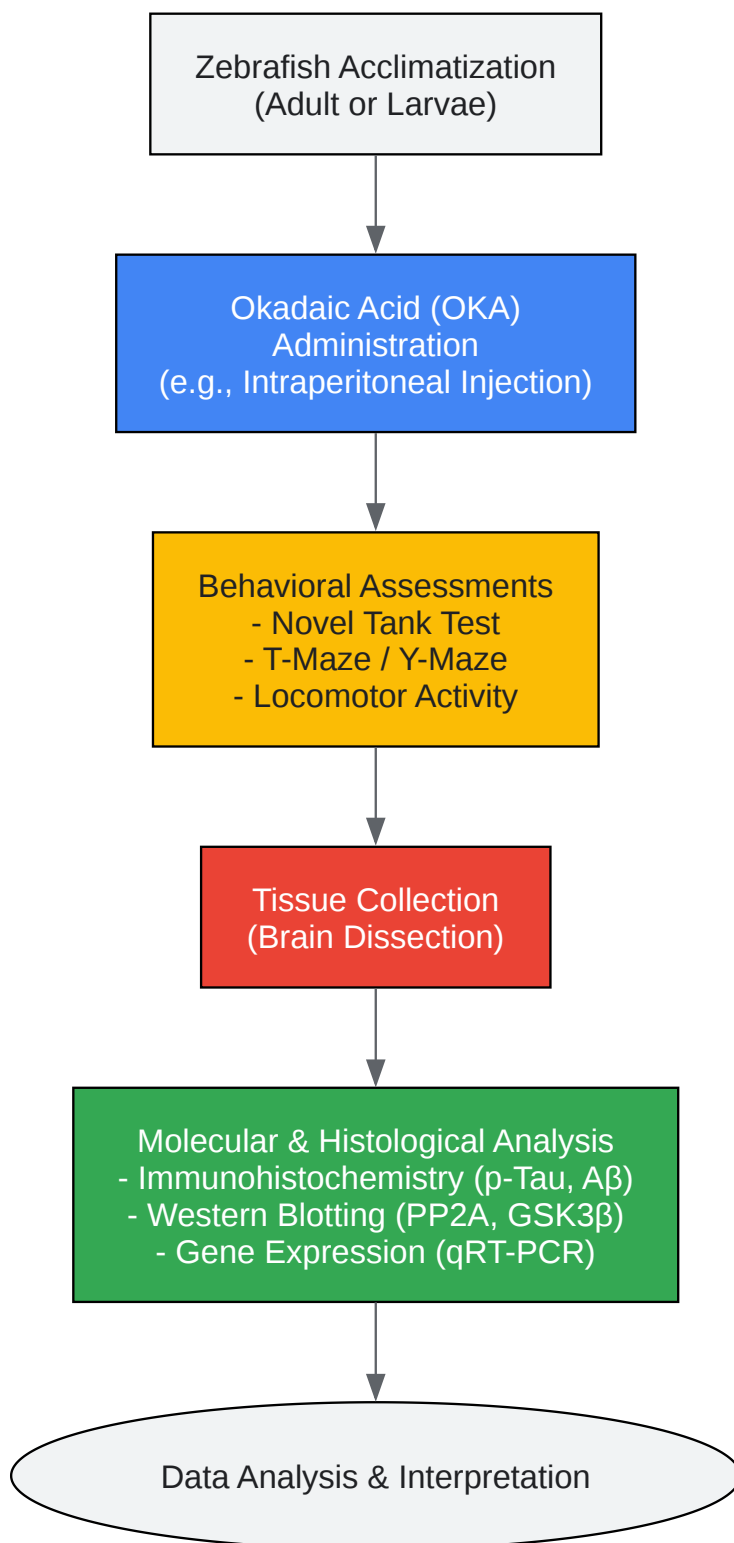 Zebrafish Acclimatization
(Adult or Larvae)
Okadaic Acid (OKA)
Administration
(e.g., Intraperitoneal Injection)
Behavioral Assessments
- Novel Tank Test
- T-Maze / Y-Maze
- Locomotor Activity
Tissue Collection
(Brain Dissection)
Molecular & Histological Analysis
- Immunohistochemistry (p-Tau, Aβ)
- Western Blotting (PP2A, GSK3β)
- Gene Expression (qRT-PCR)
Data Analysis & Interpretation